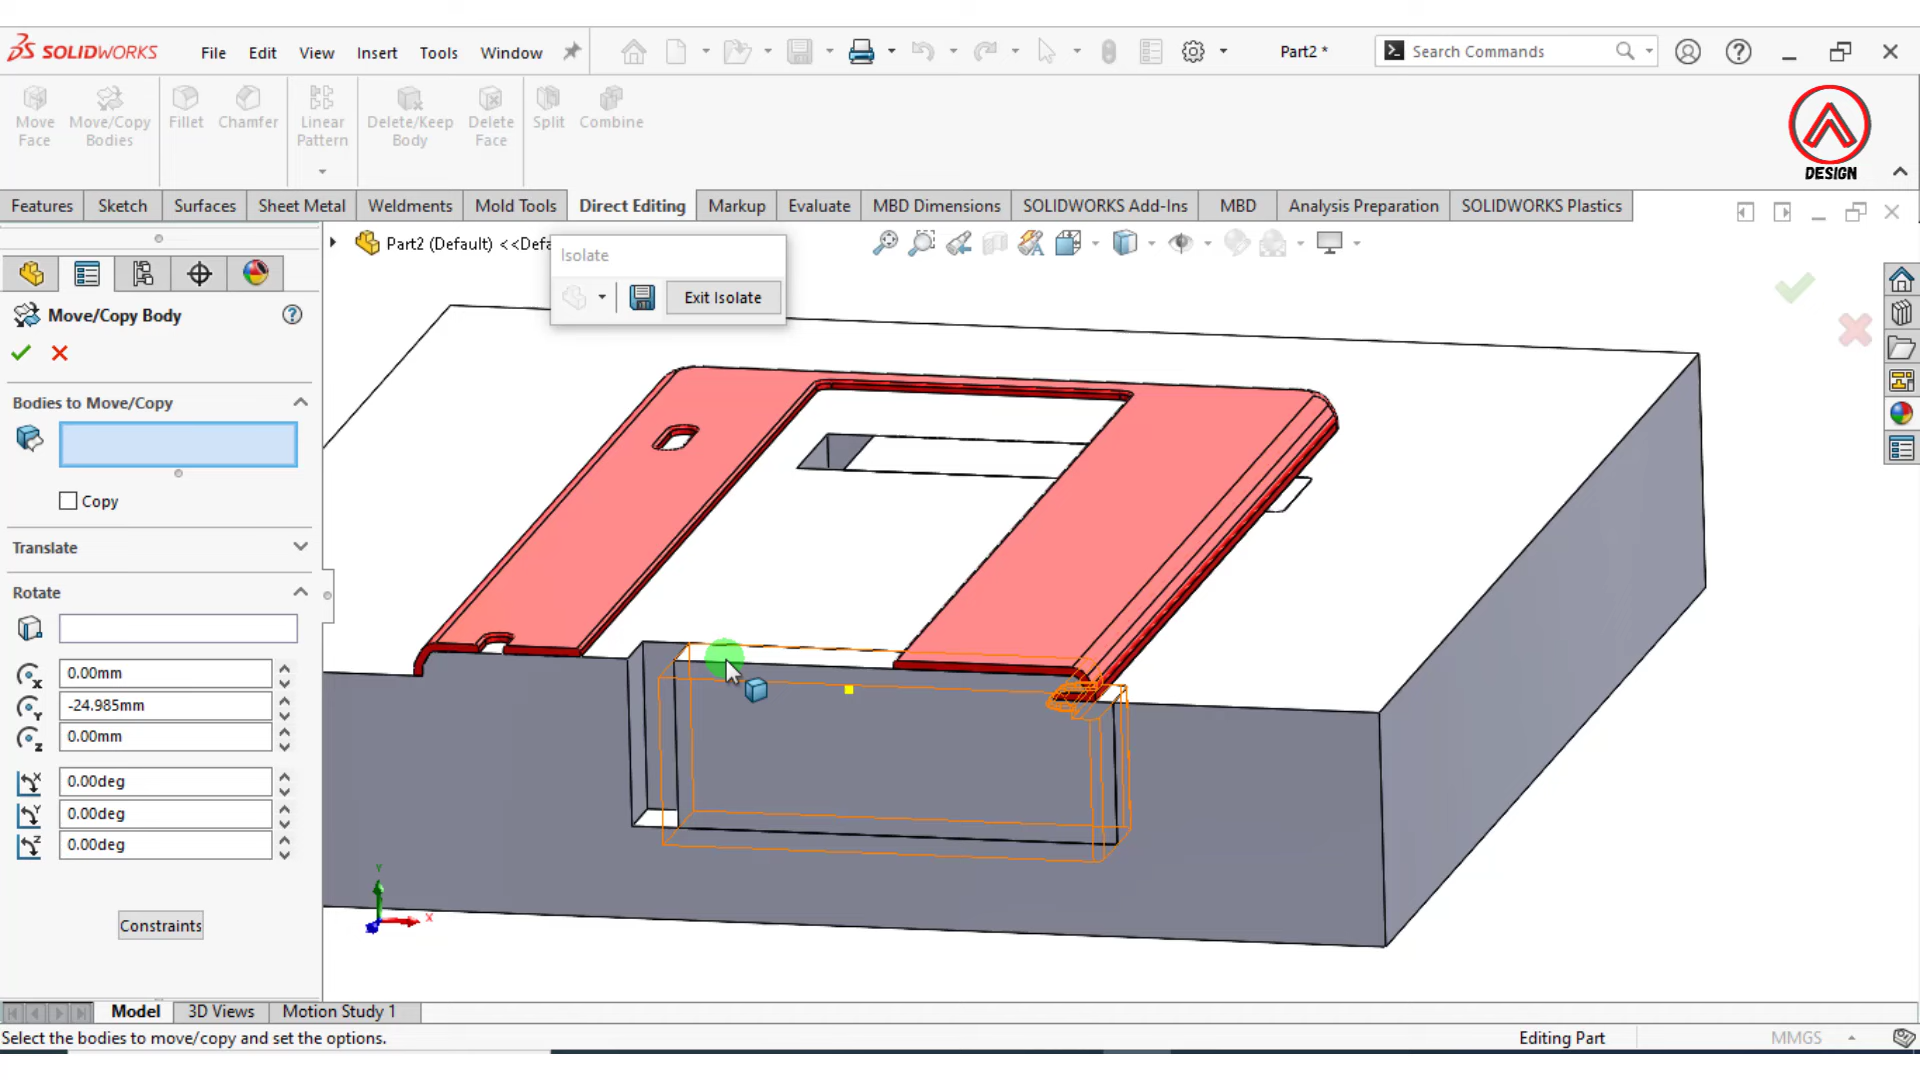 SOLIDWORKS File Edit View Insert Tools Window Part2 * Search Commands
Move Face Move/Copy Bodies Fillet Chamfer Linear Pattern Delete/Keep Body Delete Face Split Combine
DESIGN
Features Sketch Surfaces Sheet Metal Weldments Mold Tools Direct Editing Markup Evaluate MBD Dimensions SOLIDWORKS Add-Ins MBD Analysis Preparation SOLIDWORKS Plastics
Part2 (Default) <<Defa
Isolate
Exit Isolate
Move/Copy Body
Bodies to Move/Copy
Copy
Translate
Rotate
0.00mm
-24.985mm
0.00mm
0.00deg
0.00deg
0.00deg
Constraints
Y
X
Model 3D Views Motion Study 1
Select the bodies to move/copy and set the options. Editing Part MMGS